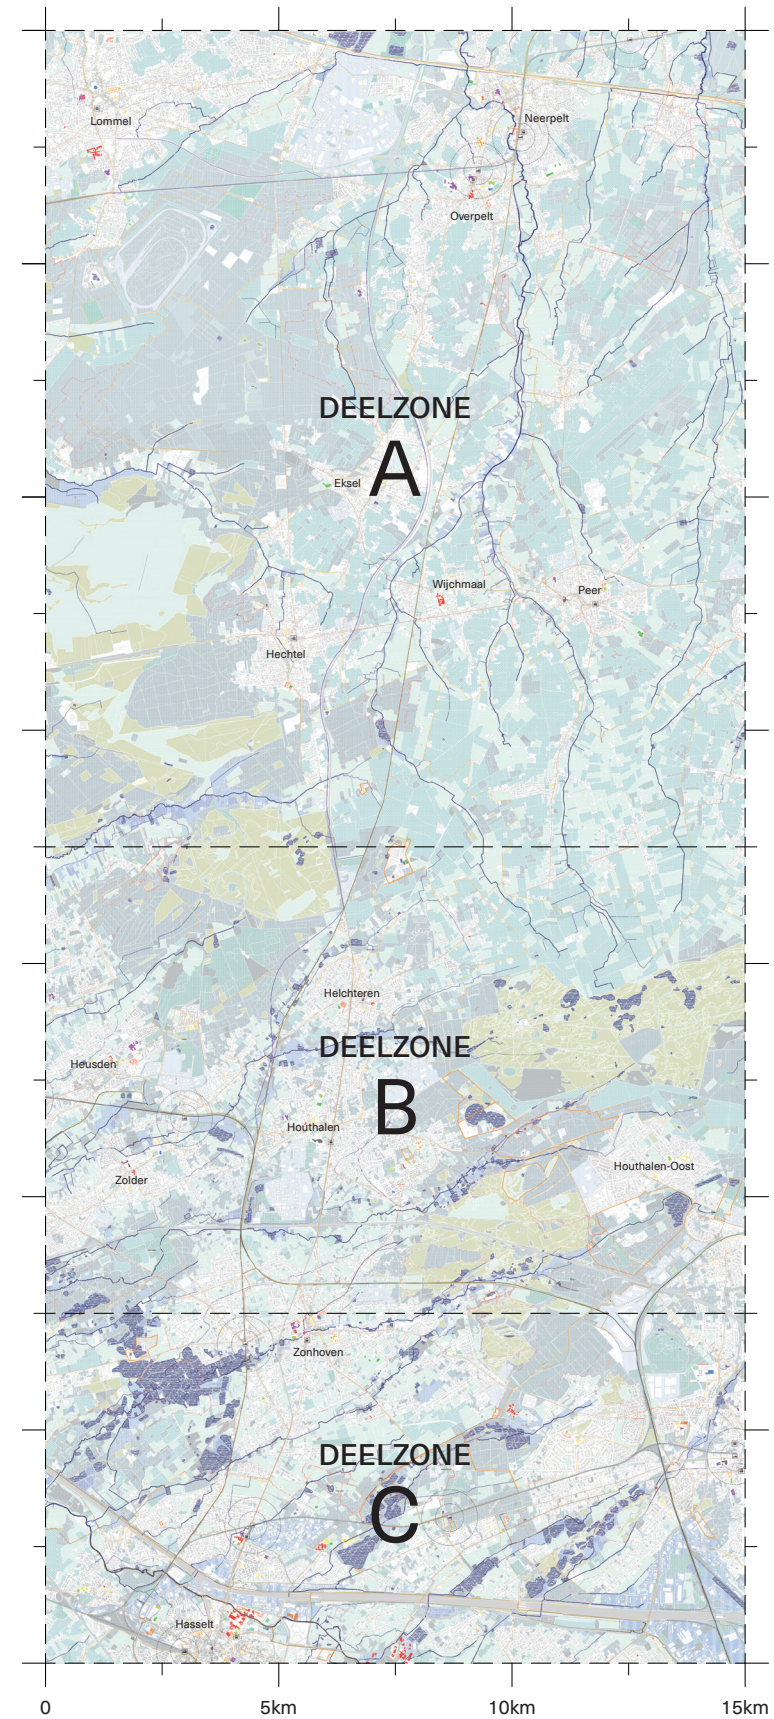 Lommel
Neerpelt
Overpelt
DEELZONE
A
Eksel
Wijchmaal
Peer
Hechtel
Helchteren
DEELZONE
Heusden
B
Houthalen
Houthalen-Oost
Zolder
Zonhoven
DEELZONE
C
Hasselt
0 5km 10km 15km